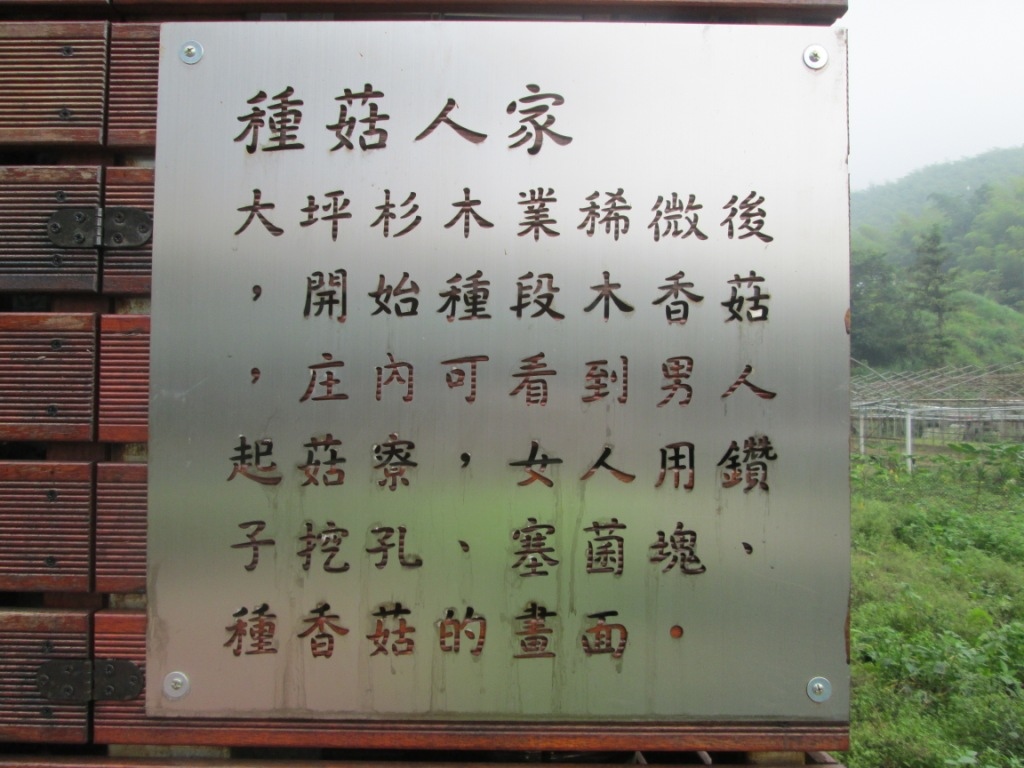 種菇人家
大坪杉木業稀微後
，開始種段木香菇
，庄內可看到男人
起菇寮，女人用鑽
子挖孔、塞菌塊、
種香菇的畫面。